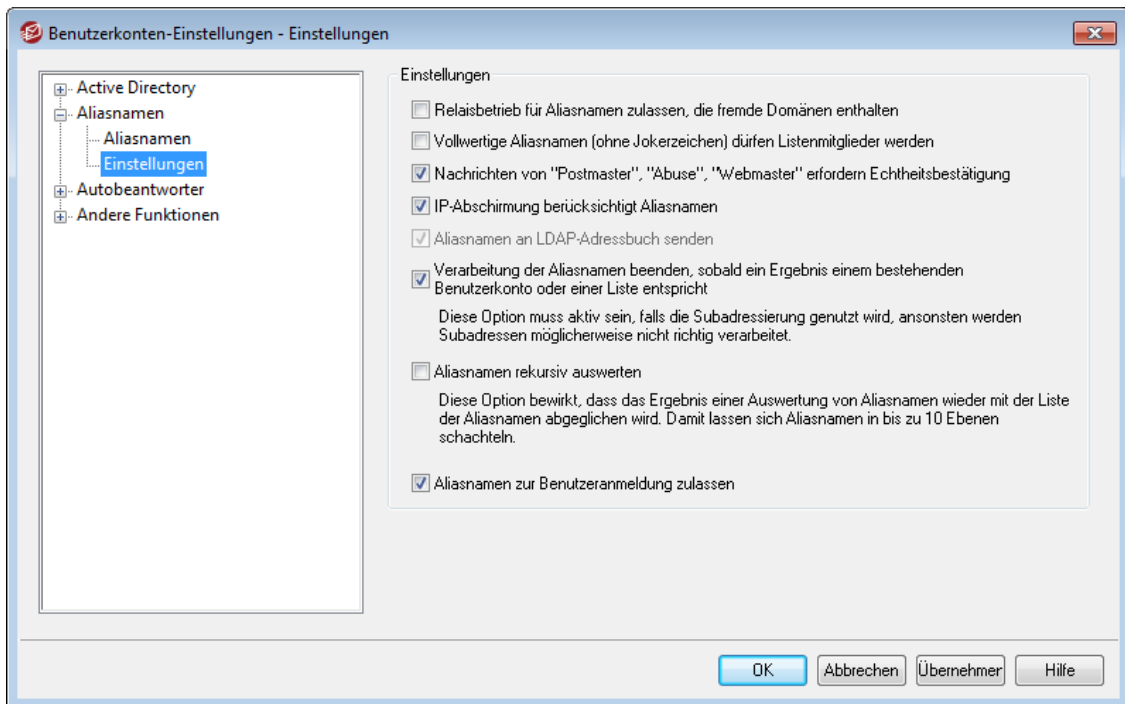 Benutzerkonten-Einstellungen - Einstellungen
Active Directory
Aliasnamen
Aliasnamen
Einstellungen
Autobeantworter
Andere Funktionen
Einstellungen
Relaisbetrieb für Aliasnamen zulassen, die fremde Domänen enthalten
Vollwertige Aliasnamen (ohne Jokerzeichen) dürfen Listenmitglieder werden
Nachrichten von "Postmaster", "Abuse", "Webmaster" erfordern Echtheitsbestätigung
IP-Abschirmung berücksichtigt Aliasnamen
Aliasnamen an LDAP-Adressbuch senden
Verarbeitung der Aliasnamen beenden, sobald ein Ergebnis einem bestehenden
Benutzerkonto oder einer Liste entspricht
Diese Option muss aktiv sein, falls die Subadressierung genutzt wird, ansonsten werden
Subadressen möglicherweise nicht richtig verarbeitet.
Aliasnamen rekursiv auswerten
Diese Option bewirkt, dass das Ergebnis einer Auswertung von Aliasnamen wieder mit der Liste
der Aliasnamen abgeglichen wird. Damit lassen sich Aliasnamen in bis zu 10 Ebenen
schachteln.
Aliasnamen zur Benutzeranmeldung zulassen
OK
Abbrechen
Übernehmer
Hilfe